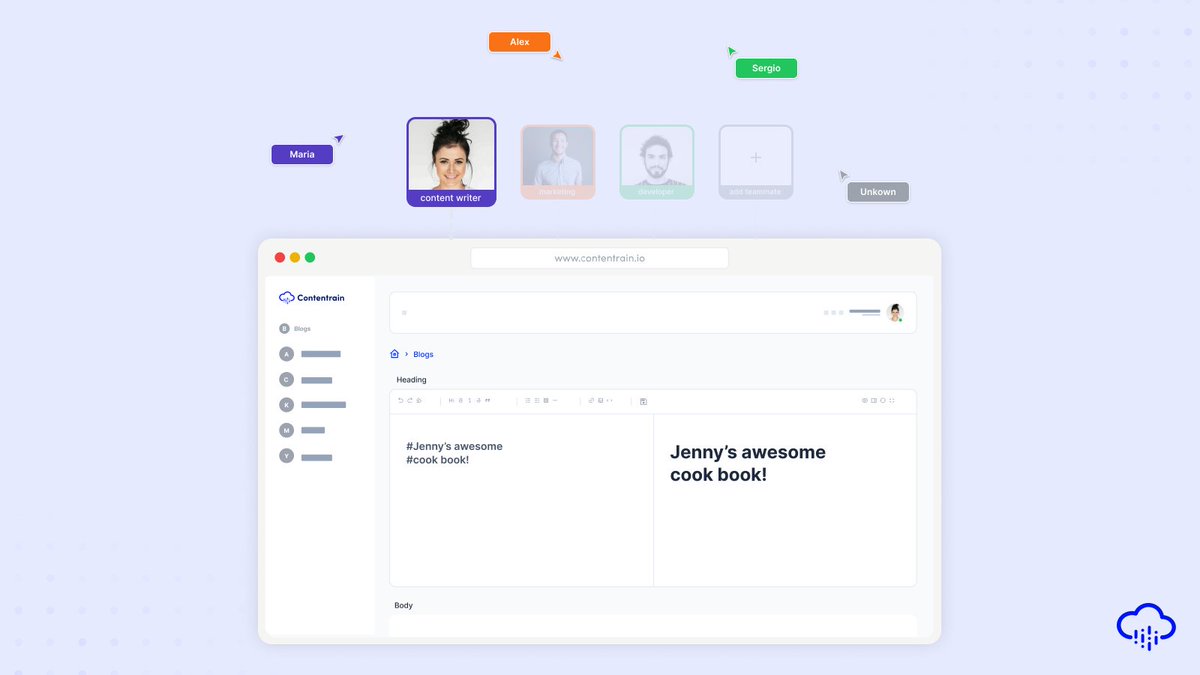 Alex
Sergio
Maria
content writer
marketing
developer
add teammate
Unkown
www.contentrain.io
Contentrain
B Blogs
A
C
K
M
Y
> Blogs
Heading
#Jenny’s awesome
#cook book!
Jenny’s awesome
cook book!
Body